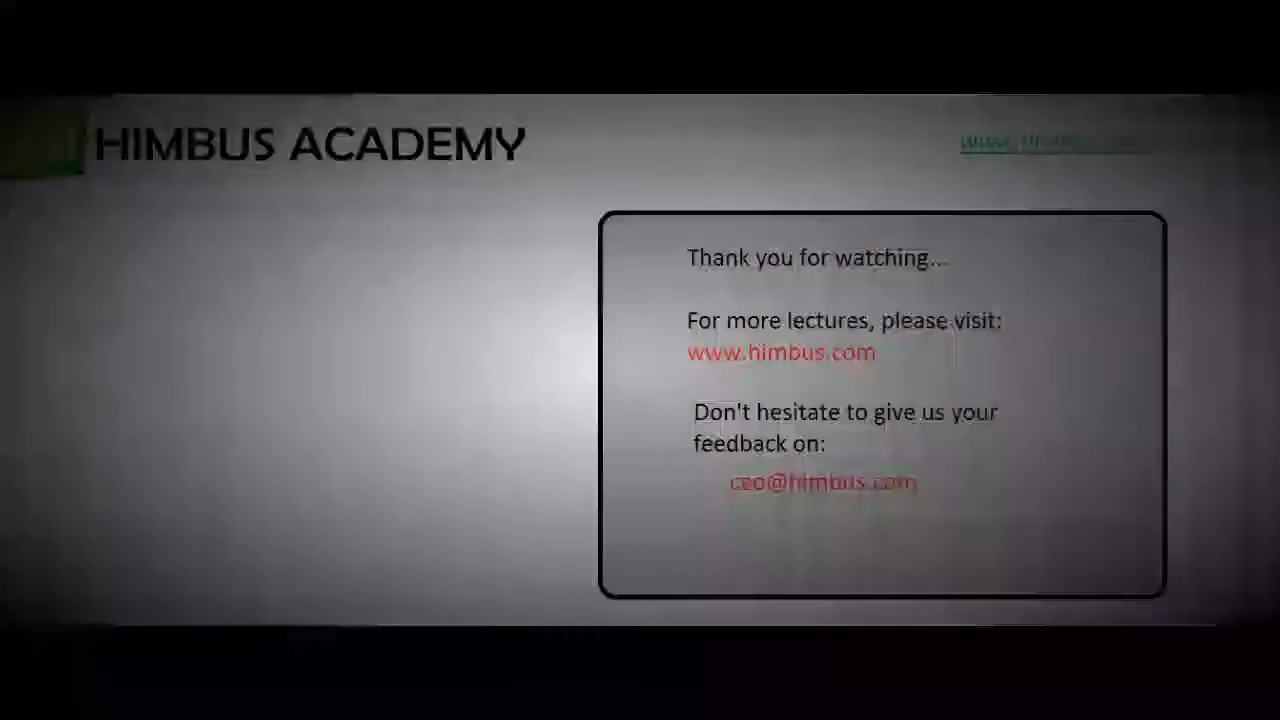 HIMBUS ACADEMY
Thank you for watching...
For more lectures, please visit:
www.himbus.com
Don't hesitate to give us your
feedback on:
ceo@himbus.com